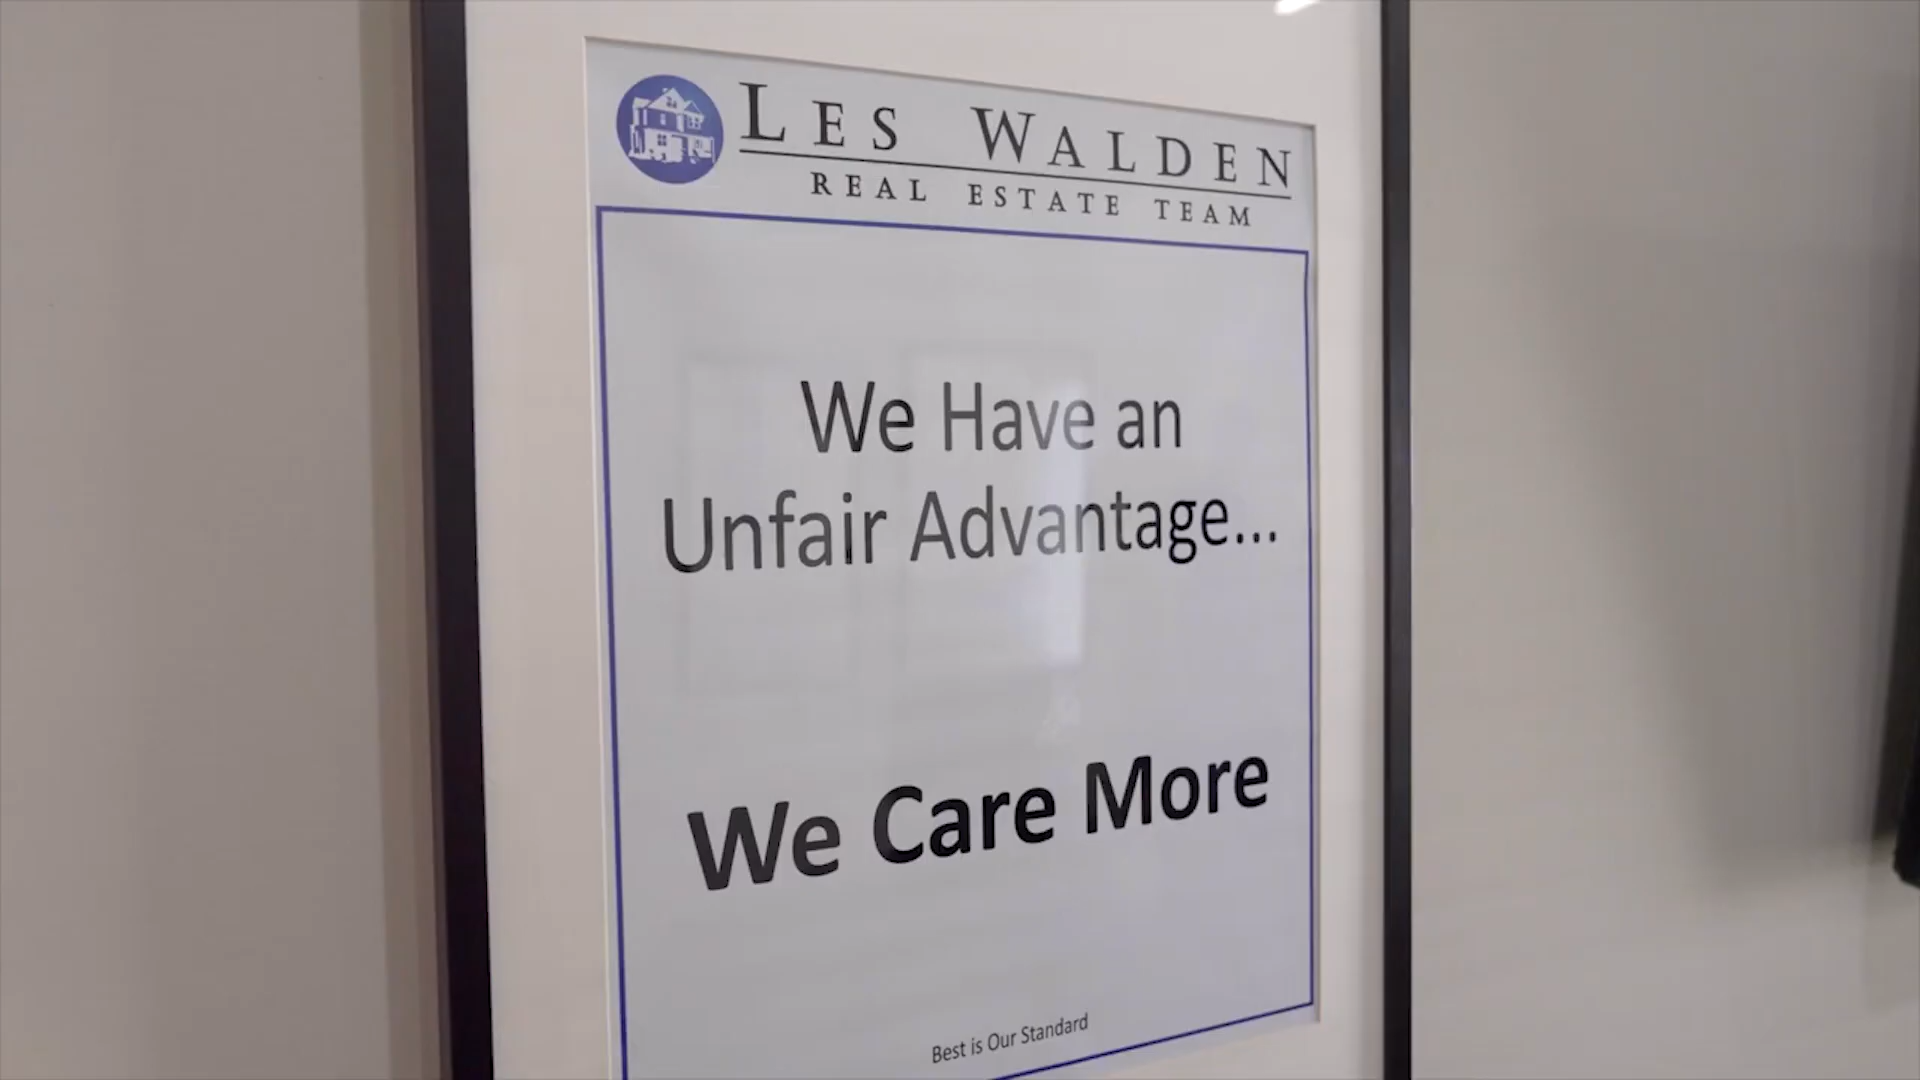 LES WALDEN
REAL ESTATE TEAM
We Have an
Unfair Advantage...
We Care More
Best is Our Standard